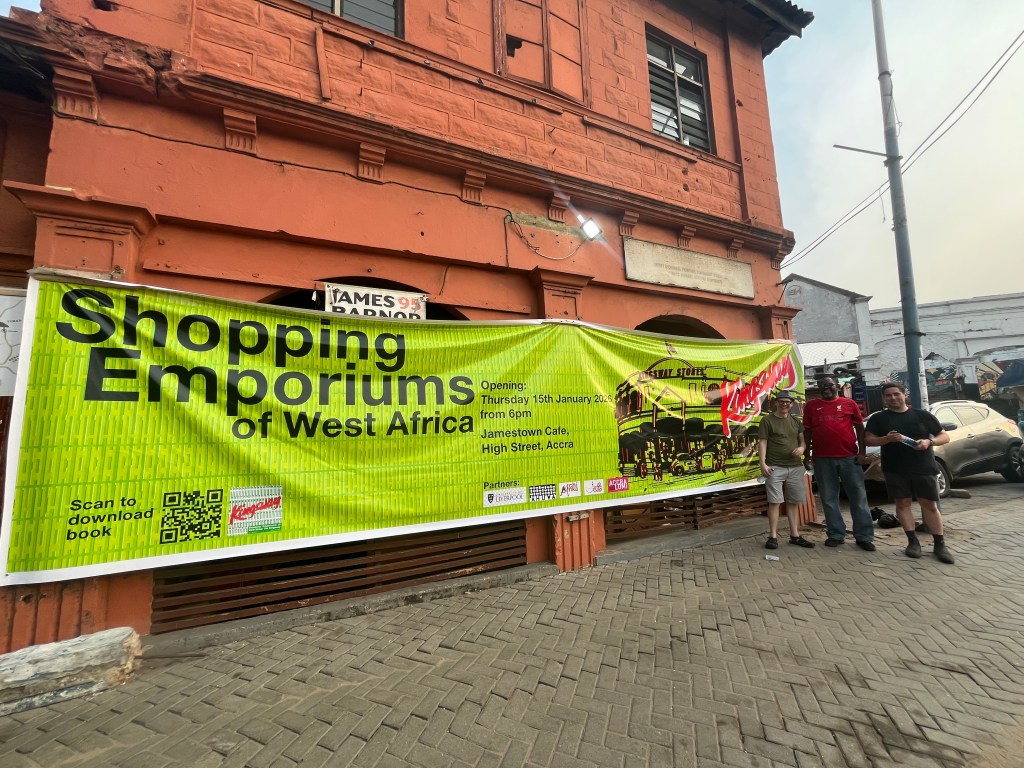 JAMES 95
BARNOR
Shopping
Emporiums
of West Africa
Opening:
Thursday 15th January 2026
from 6pm
Jamestown Cafe,
High Street, Accra
Partners:
LIVERPOOL
Scan to
download
book
Kingsway
Kingsway